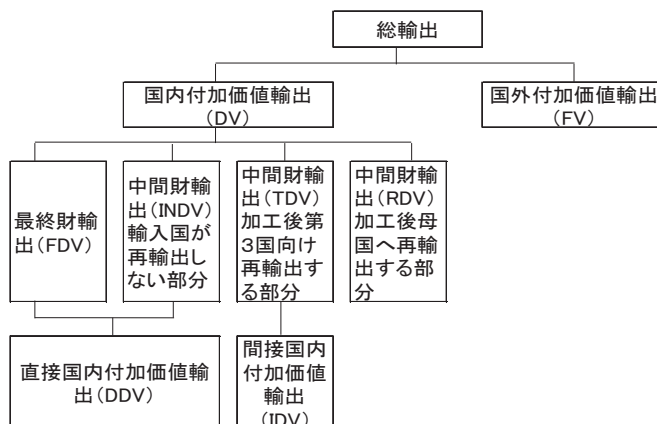 総輸出
国内付加価値輸出
(DV)
国外付加価値輸出
(FV)
最終財輸
出(FDV)
中間財輸
出(INDV)
輸入国が
再輸出し
ない部分
中間財輸
出(TDV)
加工後第
3国向け
再輸出す
る部分
中間財輸
出(RDV)
加工後母
国へ再輸
出する部
分
直接国内付加価値輸
出(DDV)
間接国内
付加価値
輸出
(IDV)